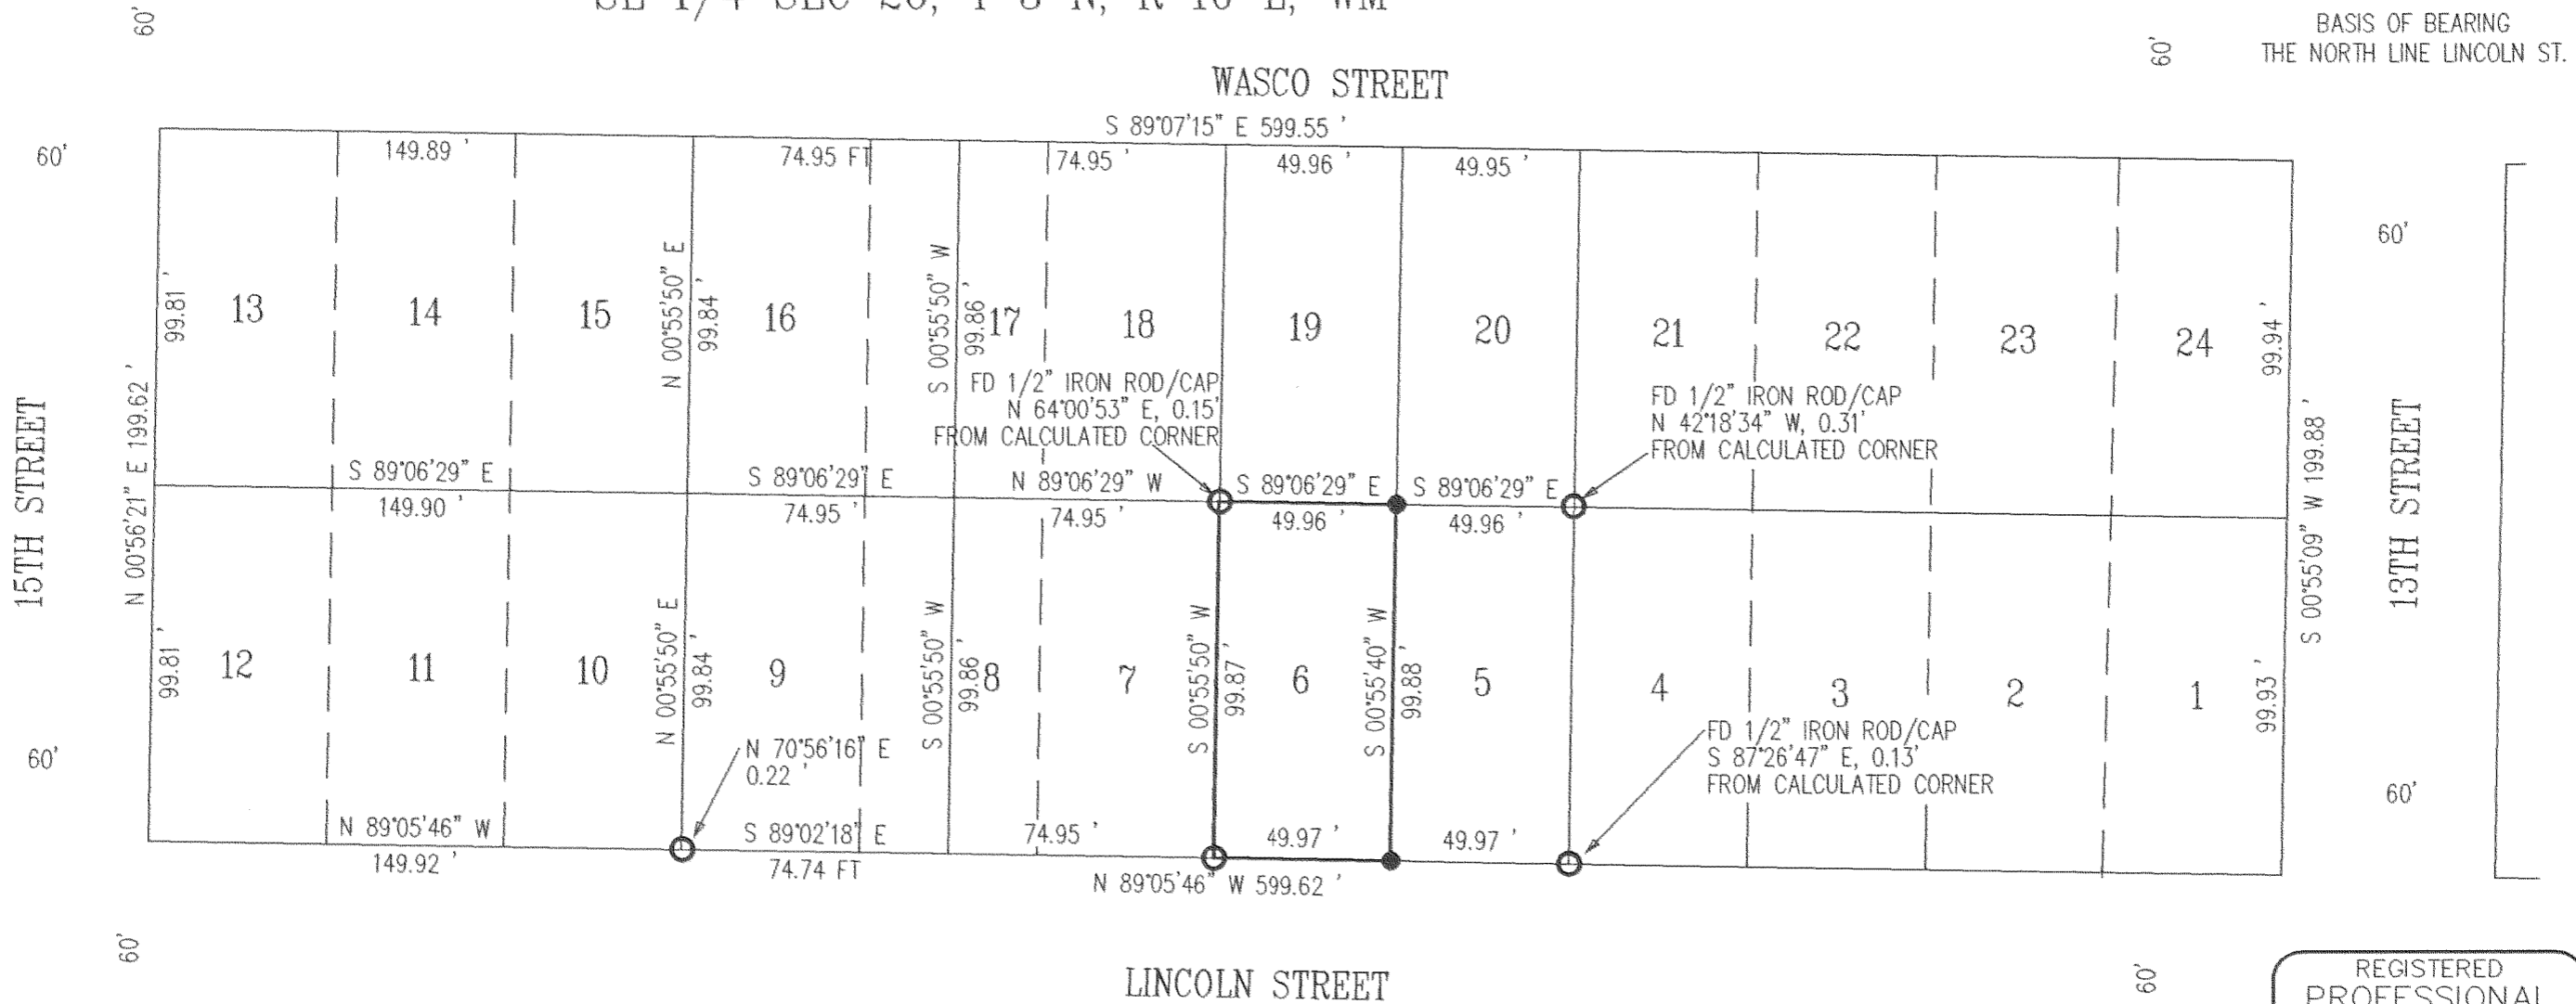 SE 1/4 SEC 26, T 3 N, R 10 E, WM
60'
60'
BASIS OF BEARING
THE NORTH LINE LINCOLN ST.
WASCO STREET
S 89°07'15" E 599.55 '
60'
149.89 '
74.95 FT
74.95 '
49.96 '
49.95 '
60'
13
14
15
16
17
18
19
20
21
22
23
24
99.81 '
N 00°55'50" E
99.84 '
S 00°55'50" W
99.86 '
99.94 '
FD 1/2" IRON ROD/CAP
N 64°00'53" E, 0.15'
FROM CALCULATED CORNER
FD 1/2" IRON ROD/CAP
N 42°18'34" W, 0.31'
FROM CALCULATED CORNER
15TH STREET
N 00°56'21" E 199.62 '
S 00°55'09" W 199.88 '
13TH STREET
S 89°06'29" E
149.90 '
S 89°06'29" E
74.95 '
N 89°06'29" W
74.95 '
S 89°06'29" E
49.96 '
S 89°06'29" E
49.96 '
99.81 '
12
11
10
N 00°55'50" E
99.84 '
9
S 00°55'50" W
99.86 '
8
7
S 00°55'50" W
99.87 '
6
S 00°55'40" W
99.88 '
5
4
3
2
1
99.93 '
60'
N 70°56'16" E
0.22 '
FD 1/2" IRON ROD/CAP
S 87°26'47" E, 0.13'
FROM CALCULATED CORNER
60'
N 89°05'46" W
149.92 '
S 89°02'18" E
74.74 FT
74.95 '
49.97 '
49.97 '
N 89°05'46" W 599.62 '
60'
LINCOLN STREET
60'
REGISTERED
PROFESSIONAL